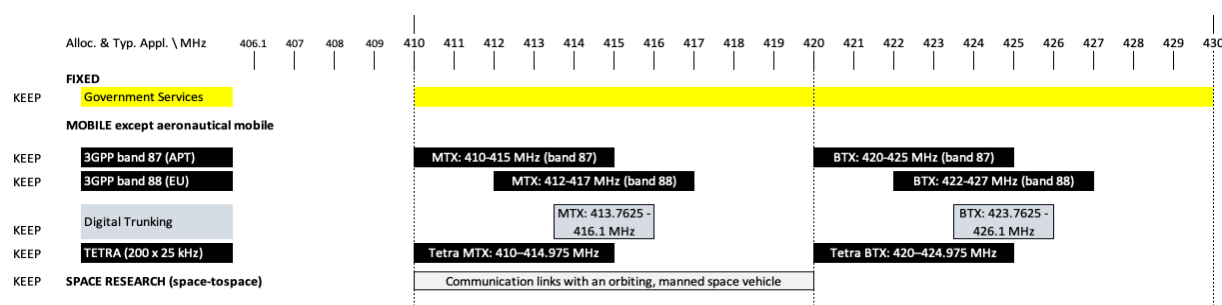 Alloc. & Typ. Appl. \ MHz 406.1 407 408 409 410 411 412 413 414 415 416 417 418 419 420 421 422 423 424 425 426 427 428 429 430
FIXED
KEEP Government Services
MOBILE except aeronautical mobile
KEEP 3GPP band 87 (APT) MTX: 410-415 MHz (band 87) BTX: 420-425 MHz (band 87)
KEEP 3GPP band 88 (EU) MTX: 412-417 MHz (band 88) BTX: 422-427 MHz (band 88)
KEEP Digital Trunking MTX: 413.7625 - 416.1 MHz BTX: 423.7625 - 426.1 MHz
KEEP TETRA (200 x 25 kHz) Tetra MTX: 410–414.975 MHz Tetra BTX: 420–424.975 MHz
KEEP SPACE RESEARCH (space-tospace) Communication links with an orbiting, manned space vehicle